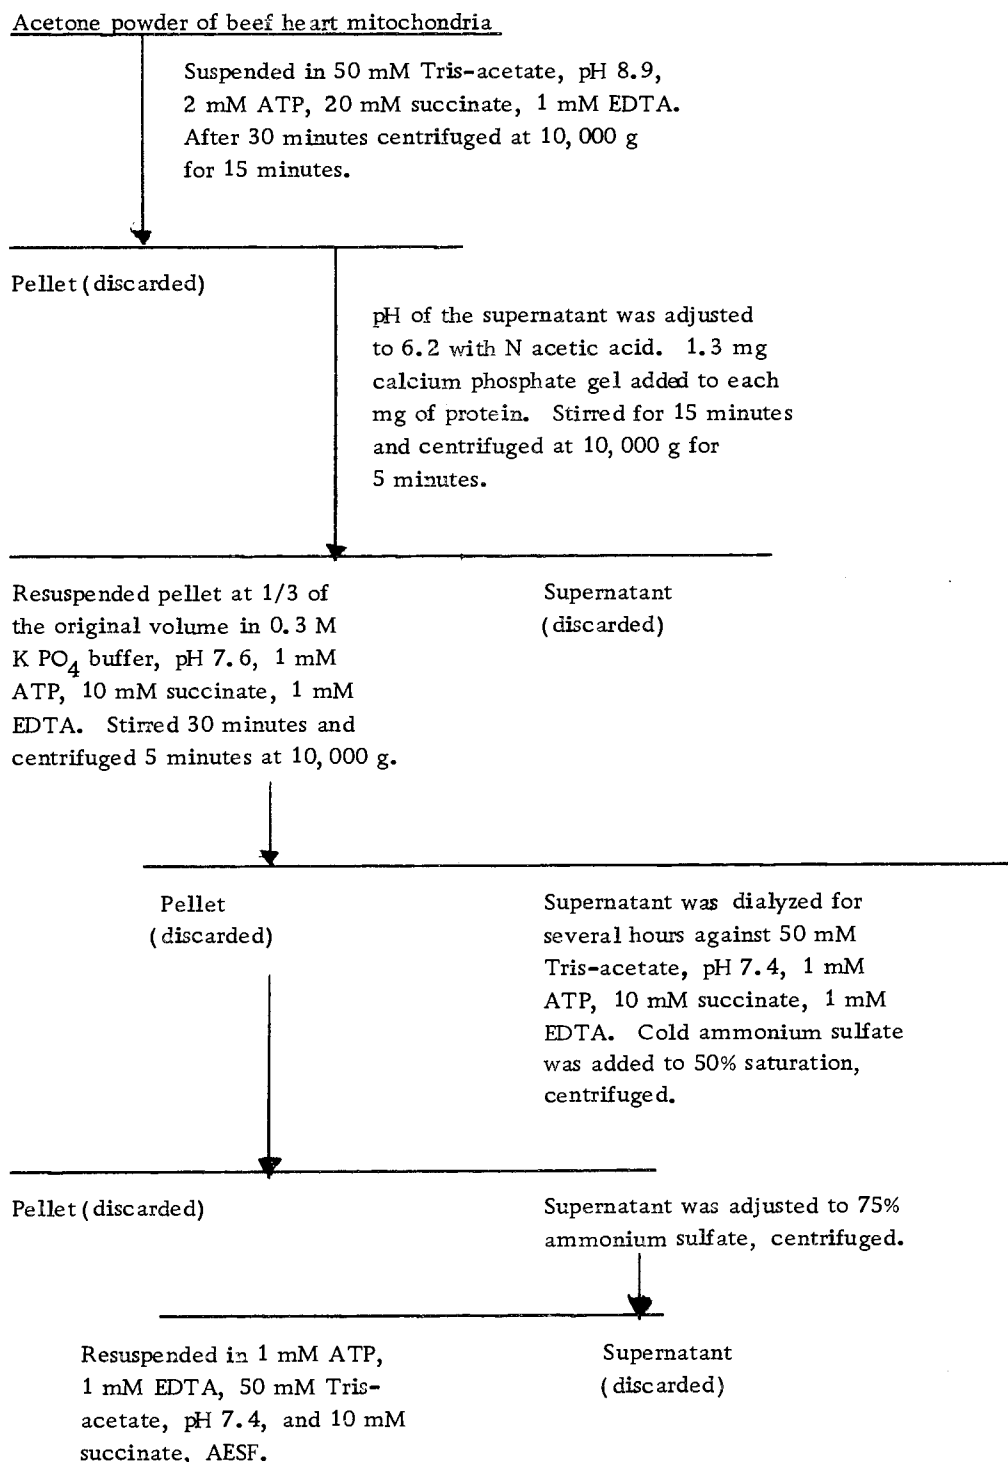 Acetone powder of beef heart mitochondria
Suspended in 50 mM Tris-acetate, pH 8.9,
2 mM ATP, 20 mM succinate, 1 mM EDTA.
After 30 minutes centrifuged at 10,000 g
for 15 minutes.
Pellet (discarded)
pH of the supernatant was adjusted
to 6.2 with N acetic acid. 1.3 mg
calcium phosphate gel added to each
mg of protein. Stirred for 15 minutes
and centrifuged at 10,000 g for
5 minutes.
Resuspended pellet at 1/3 of
the original volume in 0.3 M
K PO4 buffer, pH 7.6, 1 mM
ATP, 10 mM succinate, 1 mM
EDTA. Stirred 30 minutes and
centrifuged 5 minutes at 10,000 g.
Supernatant
(discarded)
Pellet
(discarded)
Supernatant was dialyzed for
several hours against 50 mM
Tris-acetate, pH 7.4, 1 mM
ATP, 10 mM succinate, 1 mM
EDTA. Cold ammonium sulfate
was added to 50% saturation,
centrifuged.
Pellet (discarded)
Supernatant was adjusted to 75%
ammonium sulfate, centrifuged.
Resuspended in 1 mM ATP,
1 mM EDTA, 50 mM Tris-
acetate, pH 7.4, and 10 mM
succinate, AESF.
Supernatant
(discarded)